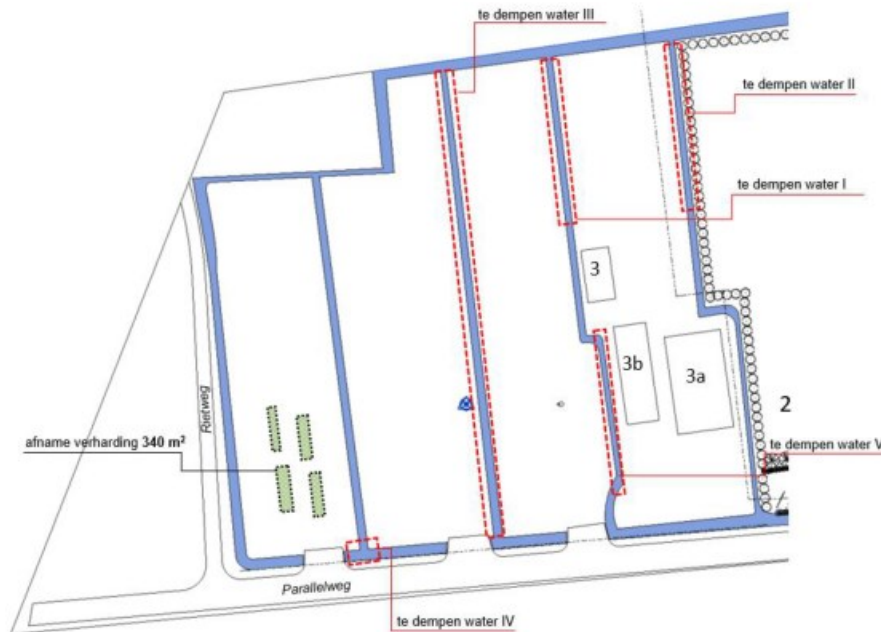 te dempen water III
te dempen water II
te dempen water I
3
3b
3a
2
Rietweg
afname verharding 340 m²
te dempen water V
Parallelweg
te dempen water IV